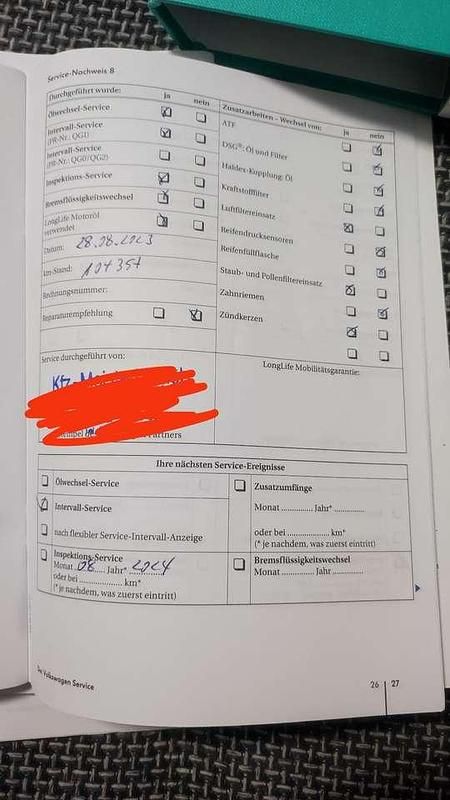 Service-Nachweis 8
Durchgeführt wurde: ja nein
Ölwechsel-Service
Intervall-Service
(PR-Nr.: QG1)
Intervall-Service
(PR-Nr.: QG0/QG2)
Inspektions-Service
Bremsflüssigkeitswechsel
LongLife Motoröl
verwendet
Datum: 28.08.2023
km-Stand:
Rechnungsnummer:
Reparaturempfehlung
Service durchgeführt von:
Kfz-
Partners
Zusatzarbeiten – Wechsel von: ja nein
ATF
DSG®: Öl und Filter
Haldex-Kupplung: Öl
Kraftstofffilter
Luftfiltereinsatz
Reifendrucksensoren
Reifenfüllflasche
Staub- und Pollenfiltereinsatz
Zahnriemen
Zündkerzen
LongLife Mobilitätsgarantie:
Ihre nächsten Service-Ereignisse
Ölwechsel-Service
Intervall-Service
nach flexibler Service-Intervall-Anzeige
Inspektions-Service
Monat 08 Jahr* 2024
oder bei ............... km*
(* je nachdem, was zuerst eintritt)
Zusatzumfänge
Monat ........... Jahr* ...........
oder bei ............... km*
(* je nachdem, was zuerst eintritt)
Bremsflüssigkeitswechsel
Monat ........... Jahr ...........
Der Volkswagen Service
26 27